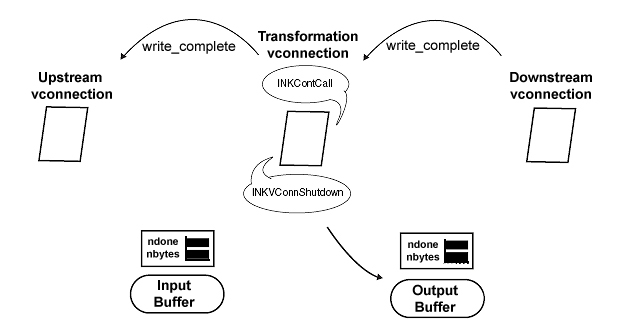 Transformation
vconnection
write_complete
write_complete
Upstream
vconnection
INKContCall
Downstream
vconnection
INKVConnShutdown
ndone
nbytes
Input
Buffer
ndone
nbytes
Output
Buffer